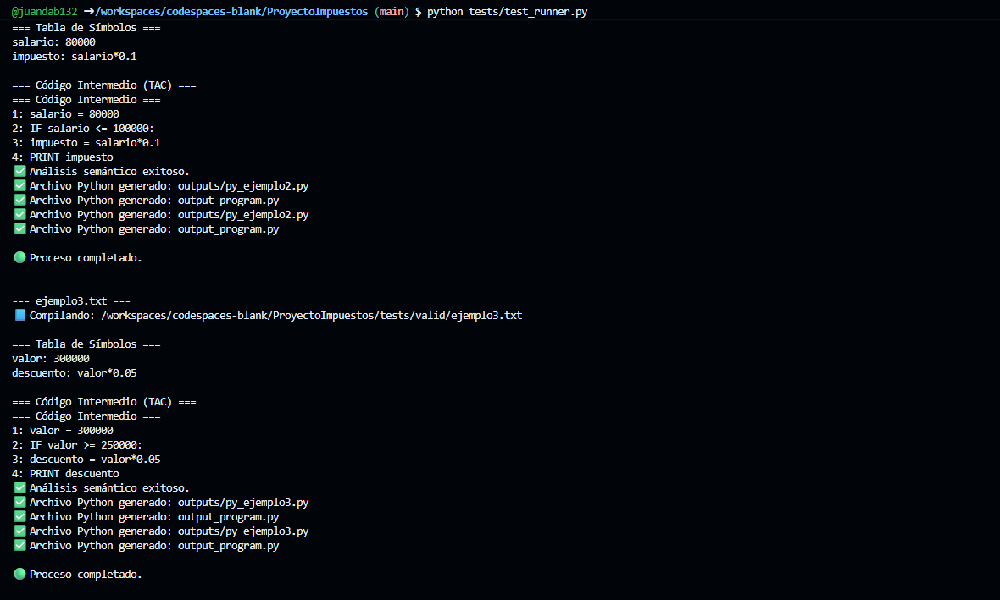 @juandab132 ➜/workspaces/codespaces-blank/ProyectoImpuestos (main) $ python tests/test_runner.py
=== Tabla de Símbolos ===
salario: 80000
impuesto: salario*0.1
=== Código Intermedio (TAC) ===
=== Código Intermedio ===
1: salario = 80000
2: IF salario <= 100000:
3: impuesto = salario*0.1
4: PRINT impuesto
✅ Análisis semántico exitoso.
✅ Archivo Python generado: outputs/py_ejemplo2.py
✅ Archivo Python generado: output_program.py
✅ Archivo Python generado: outputs/py_ejemplo2.py
✅ Archivo Python generado: output_program.py
🟢 Proceso completado.
--- ejemplo3.txt ---
📘 Compilando: /workspaces/codespaces-blank/ProyectoImpuestos/tests/valid/ejemplo3.txt
=== Tabla de Símbolos ===
valor: 300000
descuento: valor*0.05
=== Código Intermedio (TAC) ===
=== Código Intermedio ===
1: valor = 300000
2: IF valor >= 250000:
3: descuento = valor*0.05
4: PRINT descuento
✅ Análisis semántico exitoso.
✅ Archivo Python generado: outputs/py_ejemplo3.py
✅ Archivo Python generado: output_program.py
✅ Archivo Python generado: outputs/py_ejemplo3.py
✅ Archivo Python generado: output_program.py
🟢 Proceso completado.